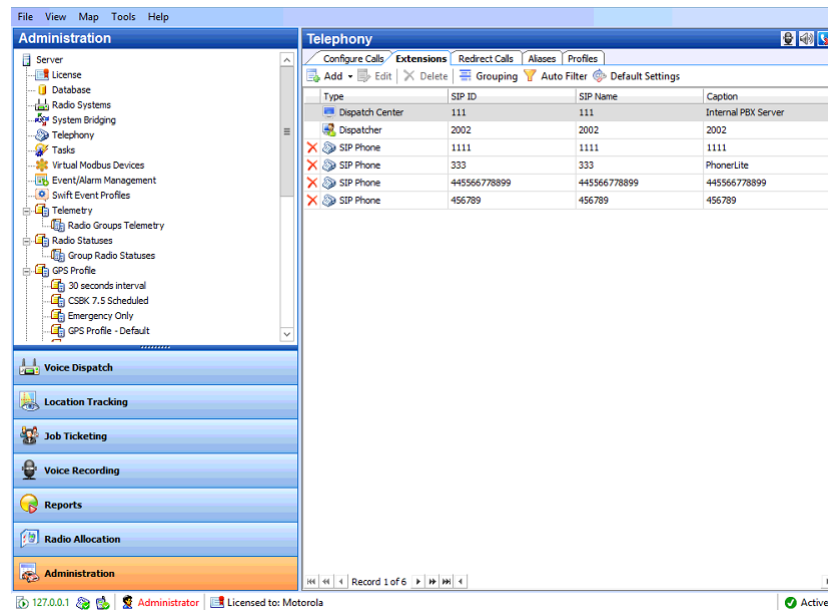 File View Map Tools Help
Administration
Server
License
Database
Radio Systems
System Bridging
Telephony
Tasks
Virtual Modbus Devices
Event/Alarm Management
Swift Event Profiles
Telemetry
Radio Groups Telemetry
Radio Statuses
Group Radio Statuses
GPS Profile
30 seconds interval
CSBK 7.5 Scheduled
Emergency Only
GPS Profile - Default
Voice Dispatch
Location Tracking
Job Ticketing
Voice Recording
Reports
Radio Allocation
Administration
Telephony
Configure Calls Extensions Redirect Calls Aliases Profiles
Add Edit Delete Grouping Auto Filter Default Settings
Type SIP ID SIP Name Caption
Dispatch Center 111 111 Internal PBX Server
Dispatcher 2002 2002 2002
SIP Phone 1111 1111 1111
SIP Phone 333 333 PhonerLite
SIP Phone 445566778899 445566778899 445566778899
SIP Phone 456789 456789 456789
Record 1 of 6
127.0.0.1 Administrator Licensed to: Motorola Active